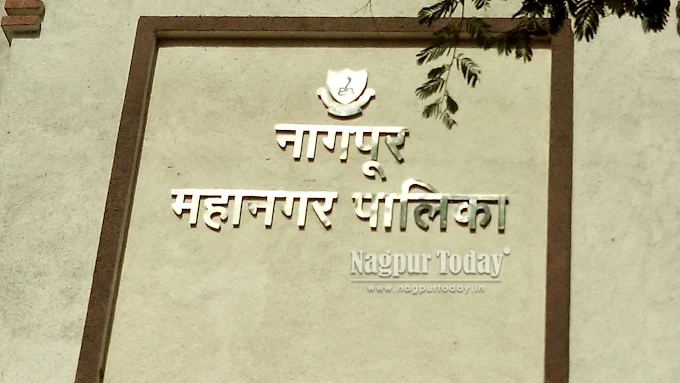 नागपूर
महानगर पालिका
Nagpur Today
www.nagpurtoday.in